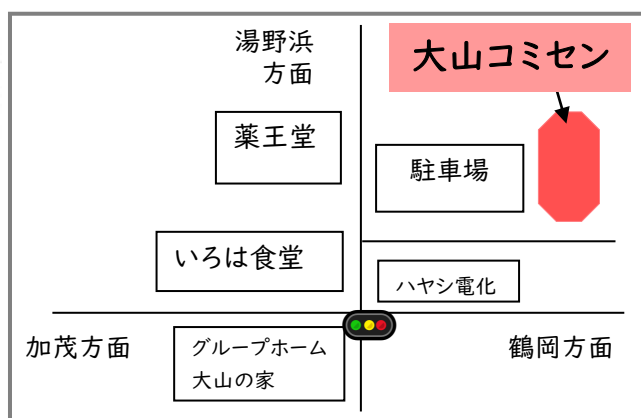 湯野浜
方面
大山コミセン
薬王堂
駐車場
いろは食堂
ハヤシ電化
加茂方面
グループホーム
大山の家
鶴岡方面